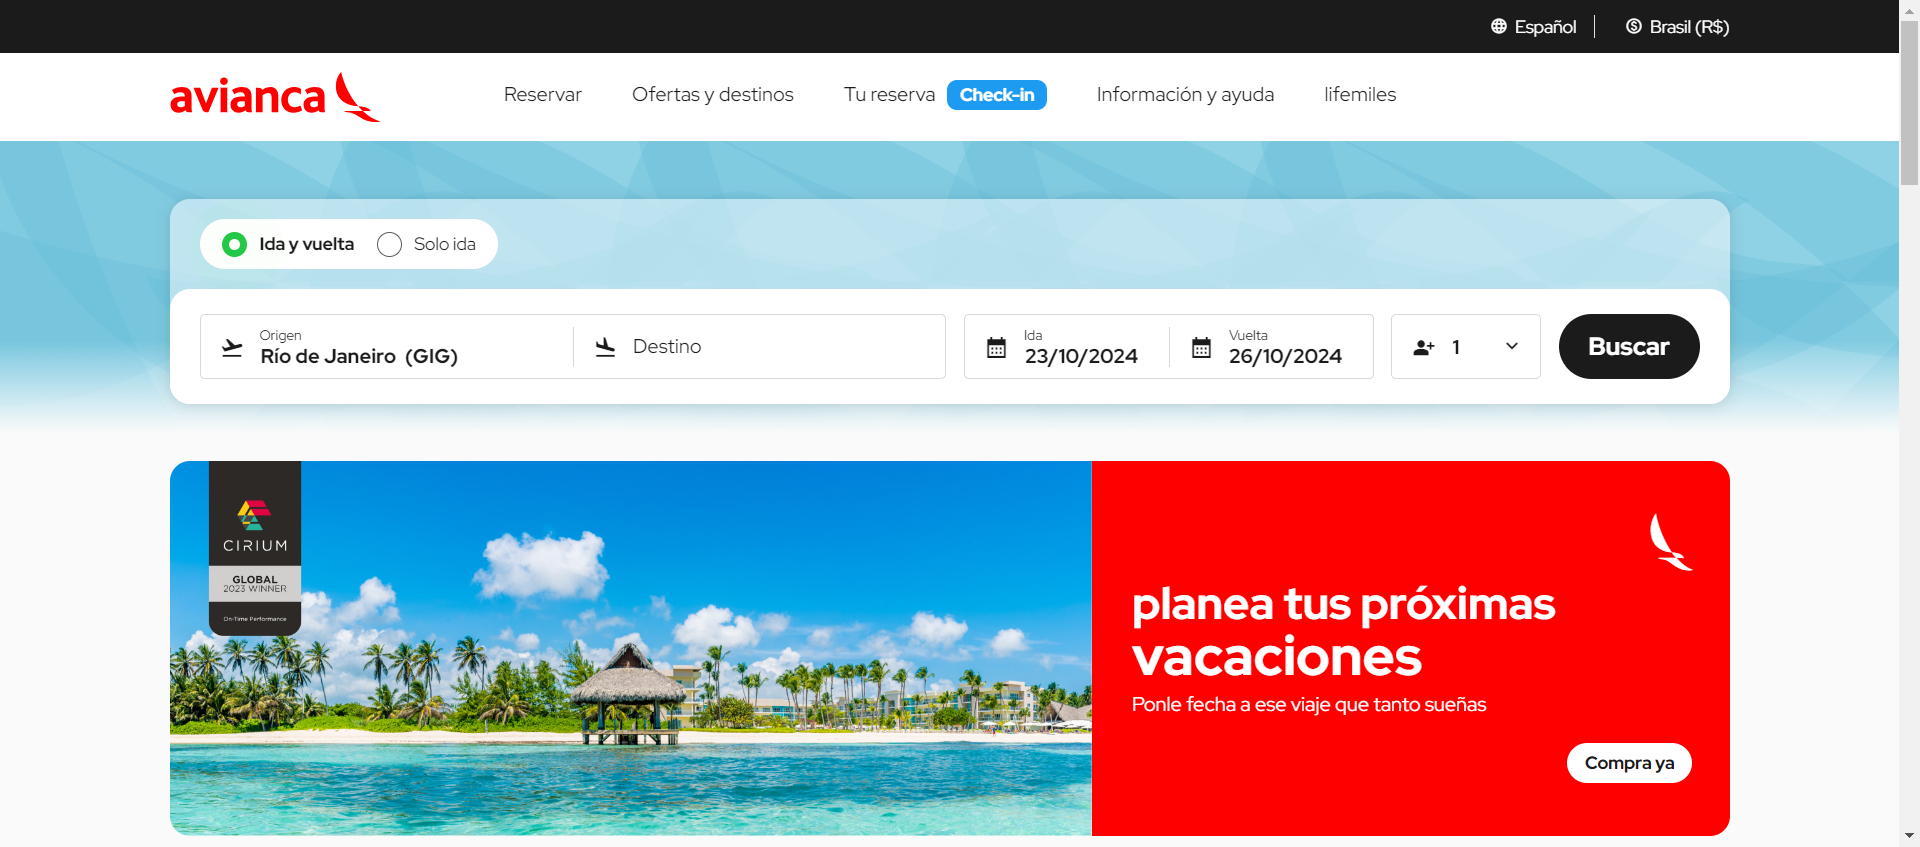 Español
Brasil (R$)
avianca
Reservar
Ofertas y destinos
Tu reserva
Check-in
Información y ayuda
lifemiles
Ida y vuelta
Solo ida
Origen
Río de Janeiro (GIG)
Destino
Ida
23/10/2024
Vuelta
26/10/2024
1
Buscar
CIRIUM
GLOBAL
2023 WINNER
On-Time Performance
planea tus próximas
vacaciones
Ponle fecha a ese viaje que tanto sueñas
Compra ya